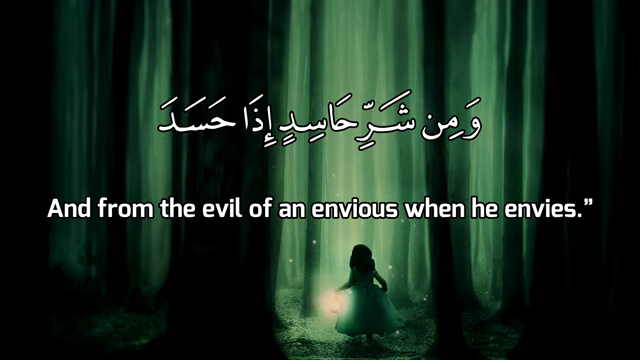 وَمِن شَرِّ حَاسِدٍ إِذَا حَسَدَ
And from the evil of an envious when he envies.”